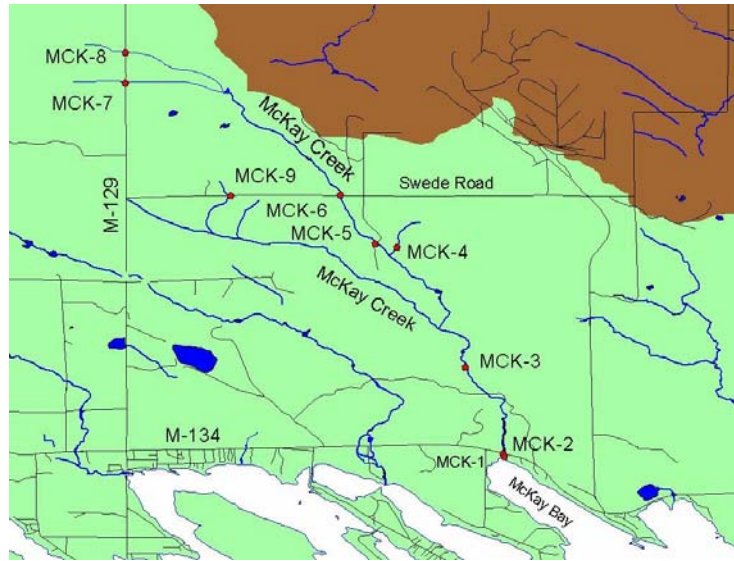 MCK-8
MCK-7
McKay Creek
MCK-9
Swede Road
M-129
MCK-6
MCK-5
MCK-4
McKay Creek
MCK-3
M-134
MCK-1
MCK-2
McKay Bay